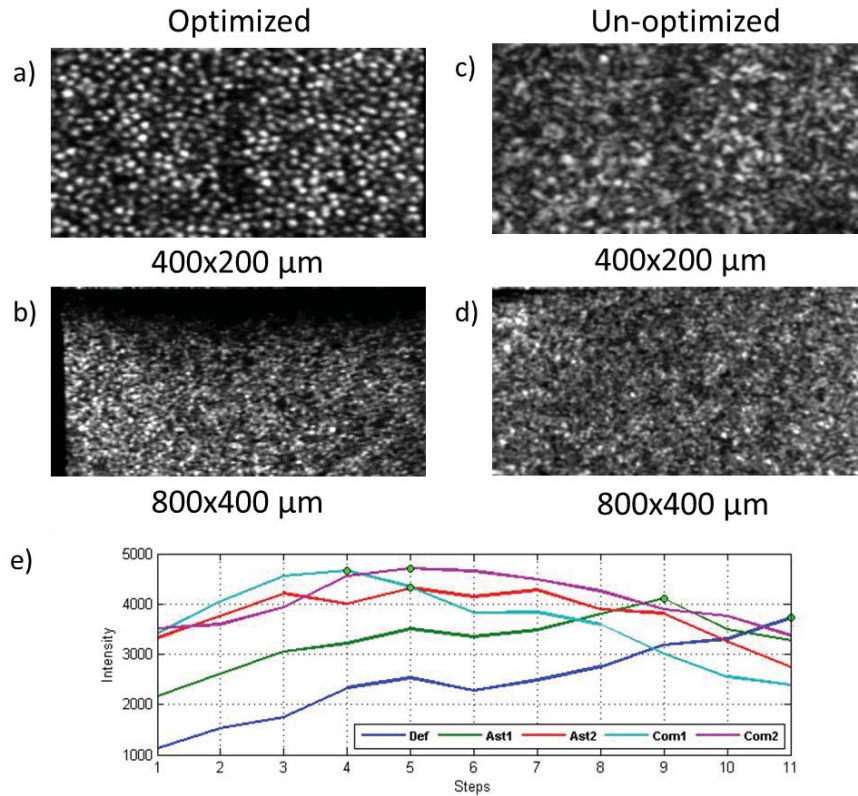 Optimized
Un-optimized
a)
c)
400x200 µm
400x200 µm
b)
d)
800x400 µm
800x400 µm
e)
5000
4000
3000
2000
1000
Intensity
Def Ast1 Ast2 Com1 Com2
1 2 3 4 5 6 7 8 9 10 11
Steps